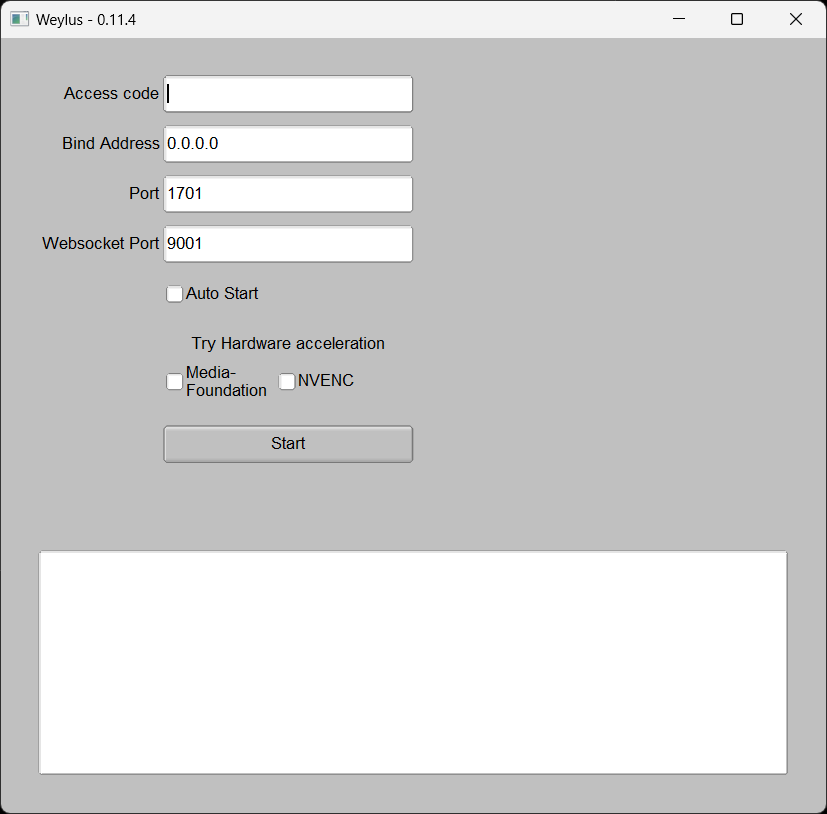 Weylus - 0.11.4
Access code
Bind Address 0.0.0.0
Port 1701
Websocket Port 9001
Auto Start
Try Hardware acceleration
Media-
Foundation NVENC
Start